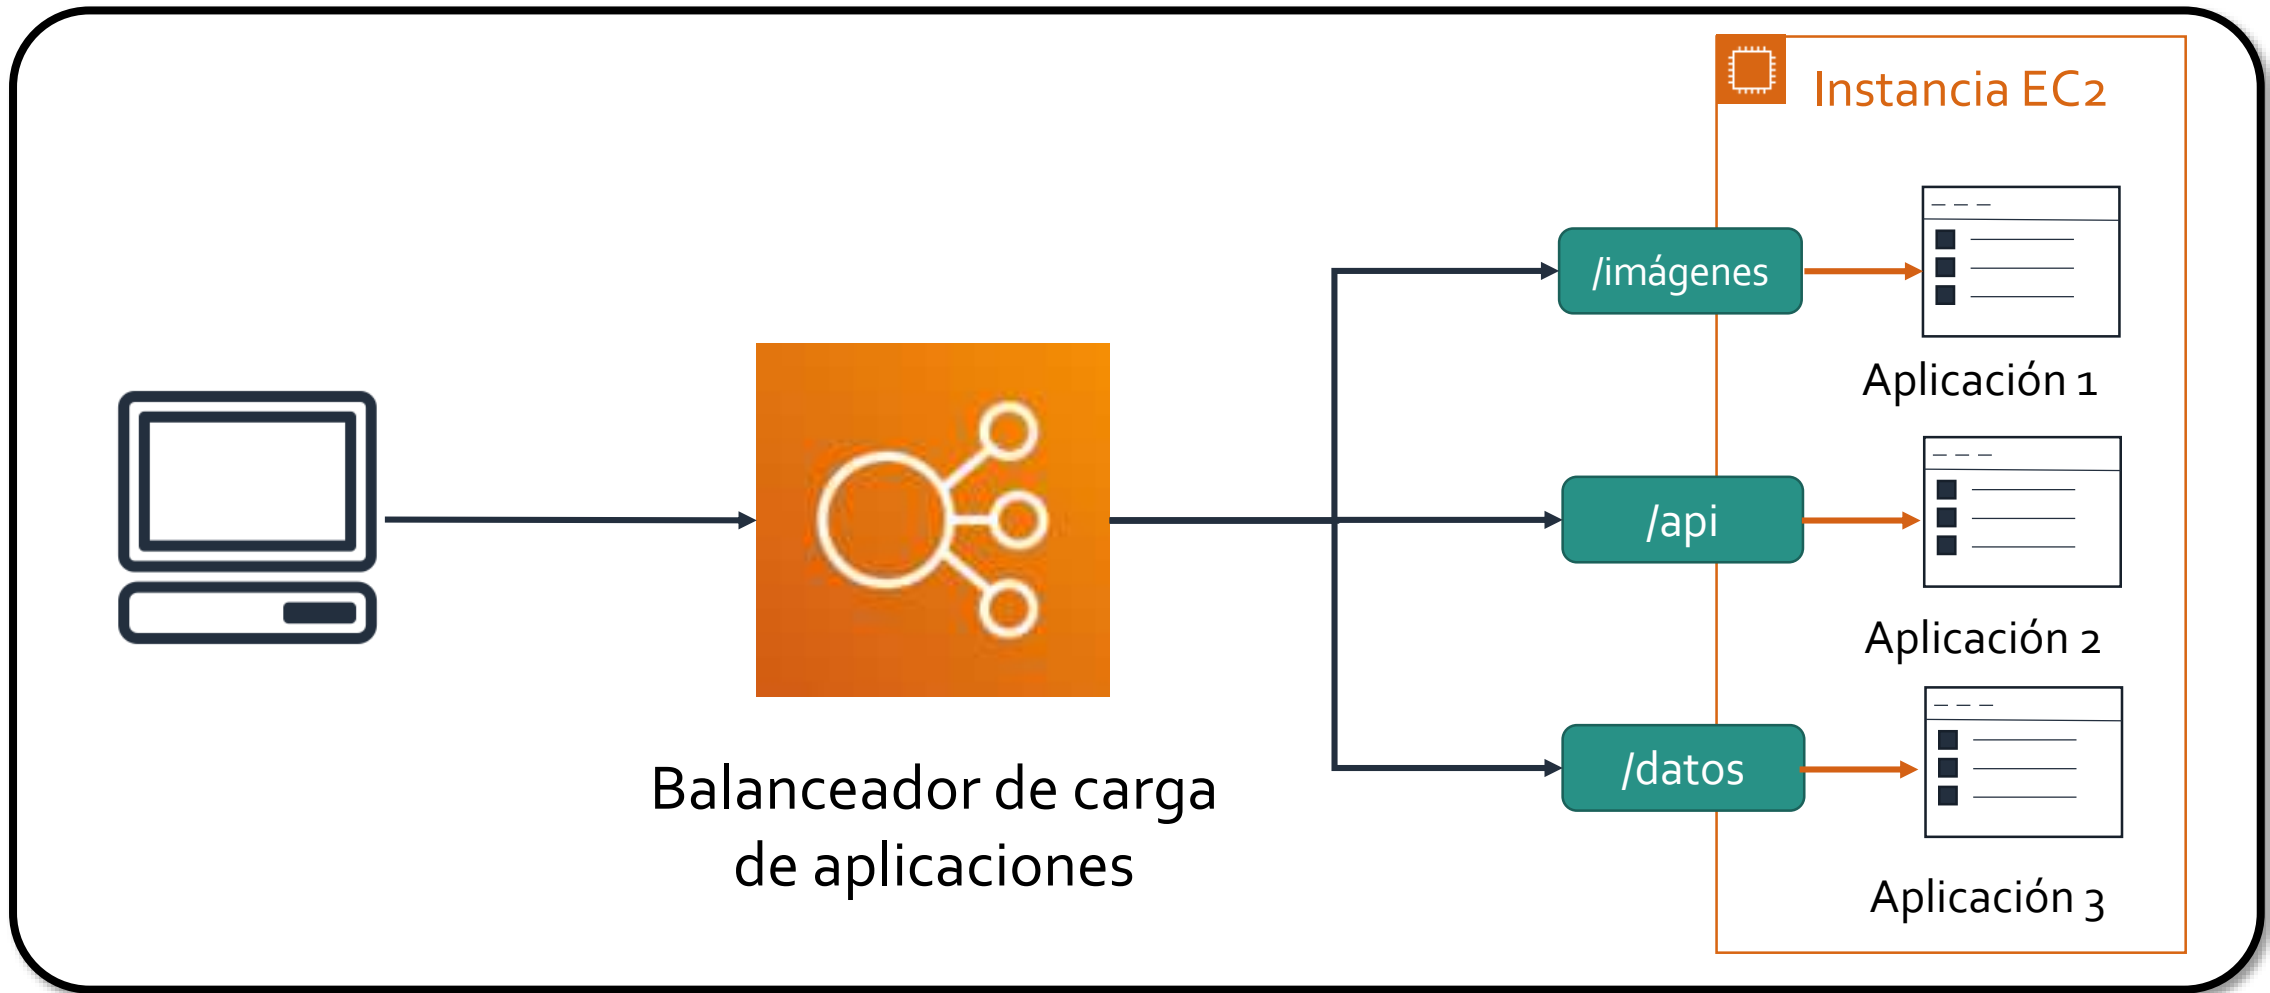 Instancia EC2
/imágenes
Aplicación 1
/api
Aplicación 2
/datos
Aplicación 3
Balanceador de carga
de aplicaciones